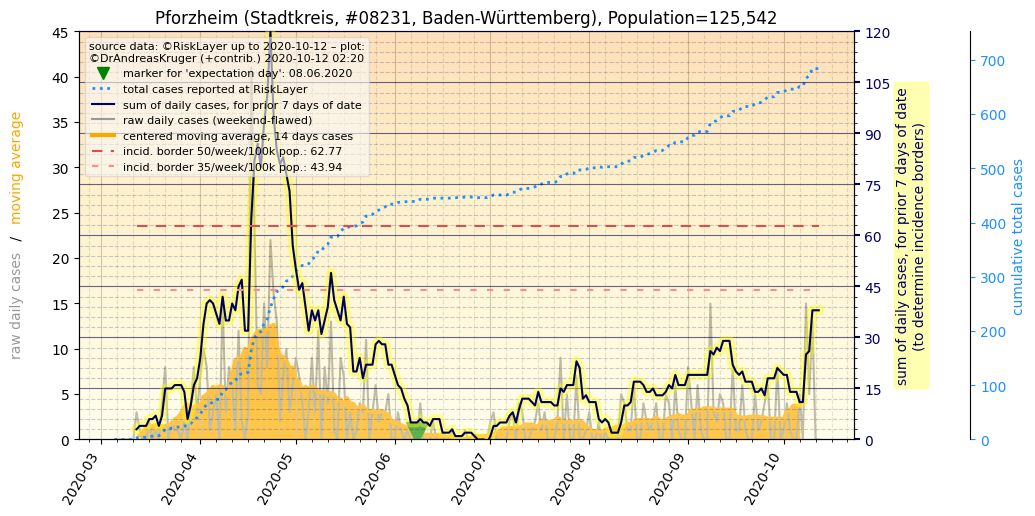 Pforzheim (Stadtkreis, #08231, Baden-Württemberg), Population=125,542
source data: ©RiskLayer up to 2020-10-12 – plot:
©DrAndreasKruger (+contrib.) 2020-10-12 02:20
marker for 'expectation day': 08.06.2020
total cases reported at RiskLayer
sum of daily cases, for prior 7 days of date
raw daily cases (weekend-flawed)
centered moving average, 14 days cases
incid. border 50/week/100k pop.: 62.77
incid. border 35/week/100k pop.: 43.94
raw daily cases / moving average
45
40
35
30
25
20
15
10
5
0
2020-03
2020-04
2020-05
2020-06
2020-07
2020-08
2020-09
2020-10
120
105
90
75
60
45
30
15
0
sum of daily cases, for prior 7 days of date
(to determine incidence borders)
700
600
500
400
300
200
100
0
cumulative total cases